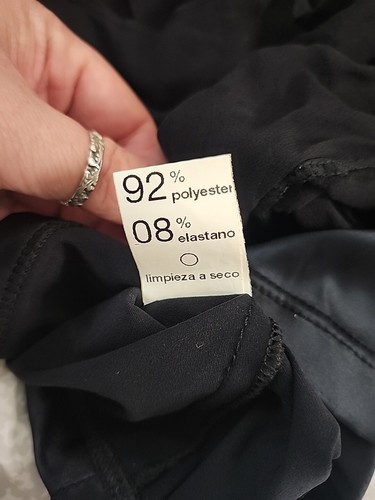 92% polyester
08% elastano
limpieza a seco